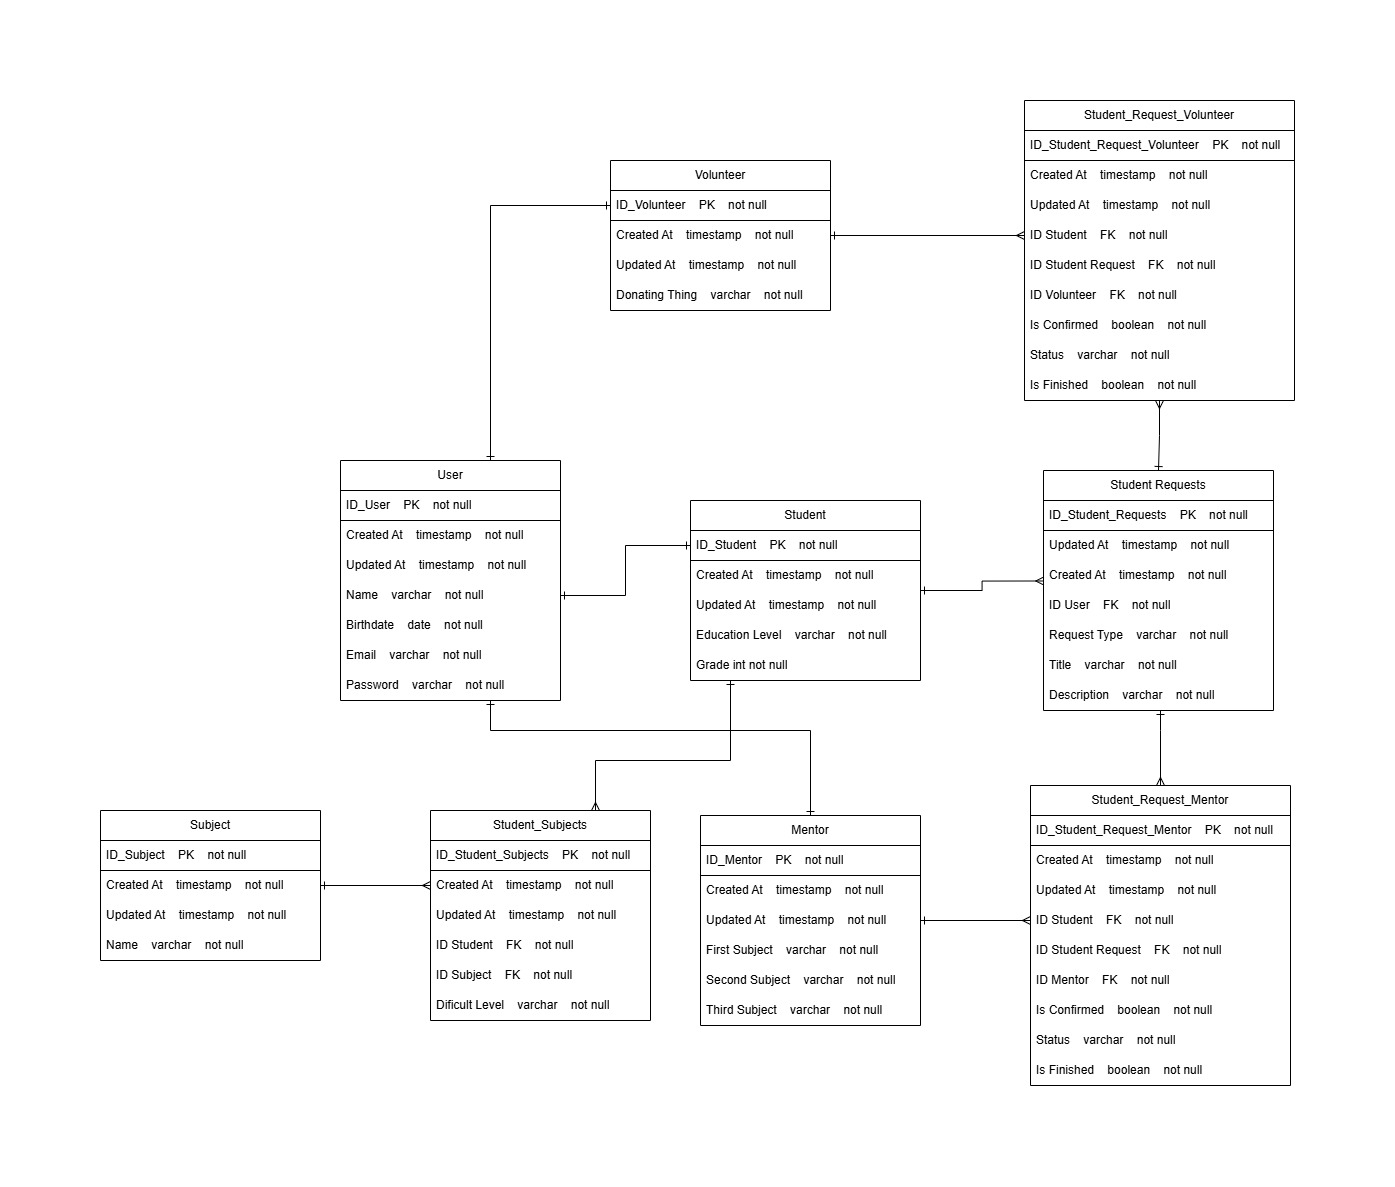 Student_Request_Volunteer
ID_Student_Request_Volunteer PK not null
Created At timestamp not null
Updated At timestamp not null
ID Student FK not null
ID Student Request FK not null
ID Volunteer FK not null
Is Confirmed boolean not null
Status varchar not null
Is Finished boolean not null
Volunteer
ID_Volunteer PK not null
Created At timestamp not null
Updated At timestamp not null
Donating Thing varchar not null
User
ID_User PK not null
Created At timestamp not null
Updated At timestamp not null
Name varchar not null
Birthdate date not null
Email varchar not null
Password varchar not null
Student
ID_Student PK not null
Created At timestamp not null
Updated At timestamp not null
Education Level varchar not null
Grade int not null
Student Requests
ID_Student_Requests PK not null
Updated At timestamp not null
Created At timestamp not null
ID User FK not null
Request Type varchar not null
Title varchar not null
Description varchar not null
Subject
ID_Subject PK not null
Created At timestamp not null
Updated At timestamp not null
Name varchar not null
Student_Subjects
ID_Student_Subjects PK not null
Created At timestamp not null
Updated At timestamp not null
ID Student FK not null
ID Subject FK not null
Dificult Level varchar not null
Mentor
ID_Mentor PK not null
Created At timestamp not null
Updated At timestamp not null
First Subject varchar not null
Second Subject varchar not null
Third Subject varchar not null
Student_Request_Mentor
ID_Student_Request_Mentor PK not null
Created At timestamp not null
Updated At timestamp not null
ID Student FK not null
ID Student Request FK not null
ID Mentor FK not null
Is Confirmed boolean not null
Status varchar not null
Is Finished boolean not null